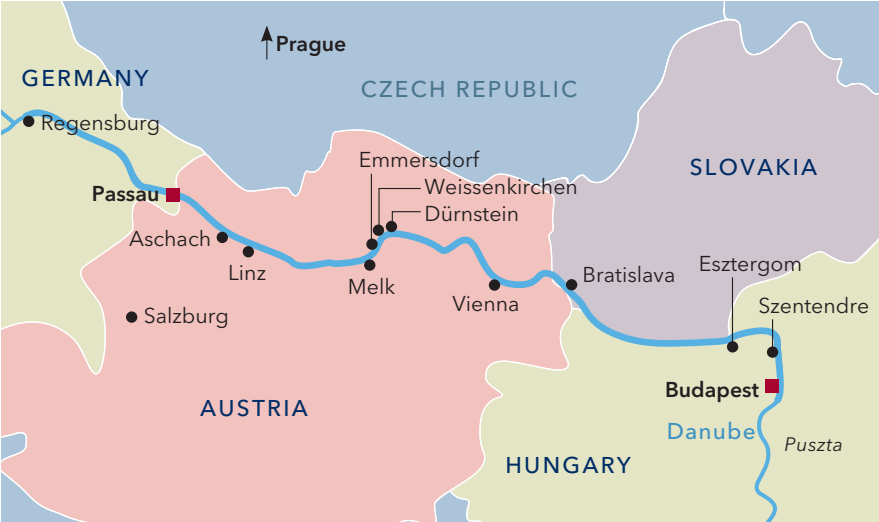 Prague
GERMANY
CZECH REPUBLIC
Regensburg
Emmersdorf
SLOVAKIA
Weissenkirchen
Passau
Dürnstein
Aschach
Esztergom
Linz
Bratislava
Melk
Vienna
Szentendre
Salzburg
Budapest
AUSTRIA
Danube
Puszta
HUNGARY